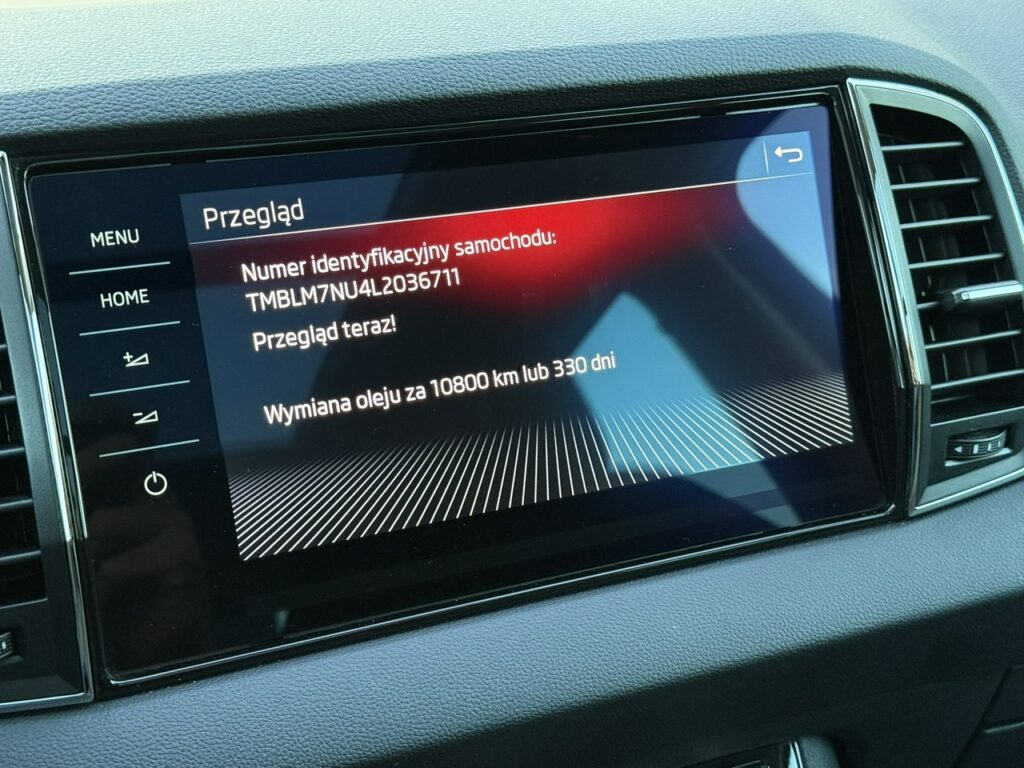 Przegląd
MENU
HOME
Numer identyfikacyjny samochodu:
TMBLM7NU4L2036711
Przegląd teraz!
Wymiana oleju za 10800 km lub 330 dni